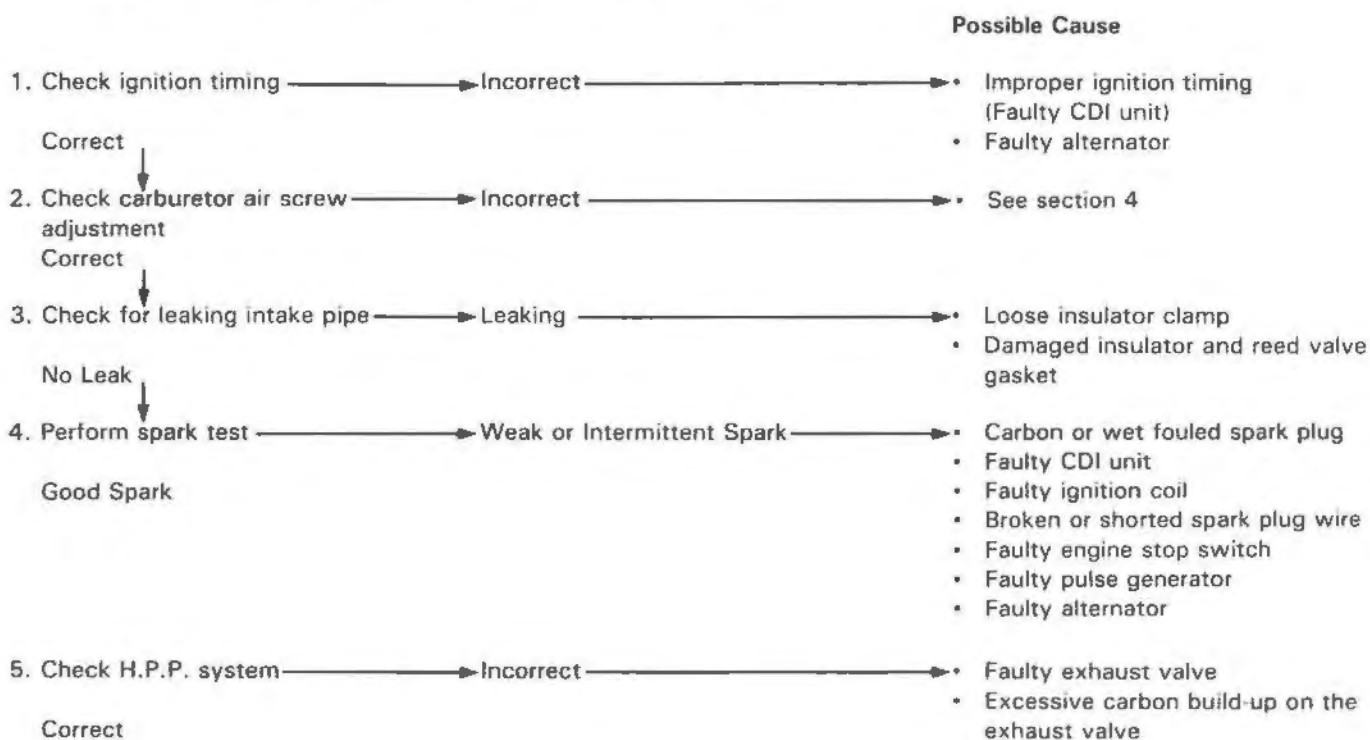 Possible Cause
1. Check ignition timing Incorrect • Improper ignition timing
(Faulty CDI unit)
Correct • Faulty alternator
2. Check carburetor air screw Incorrect • See section 4
adjustment
Correct
3. Check for leaking intake pipe Leaking • Loose insulator clamp
• Damaged insulator and reed valve
No Leak gasket
4. Perform spark test Weak or Intermittent Spark • Carbon or wet fouled spark plug
• Faulty CDI unit
Good Spark • Faulty ignition coil
• Broken or shorted spark plug wire
• Faulty engine stop switch
• Faulty pulse generator
• Faulty alternator
5. Check H.P.P. system Incorrect • Faulty exhaust valve
• Excessive carbon build-up on the
Correct exhaust valve